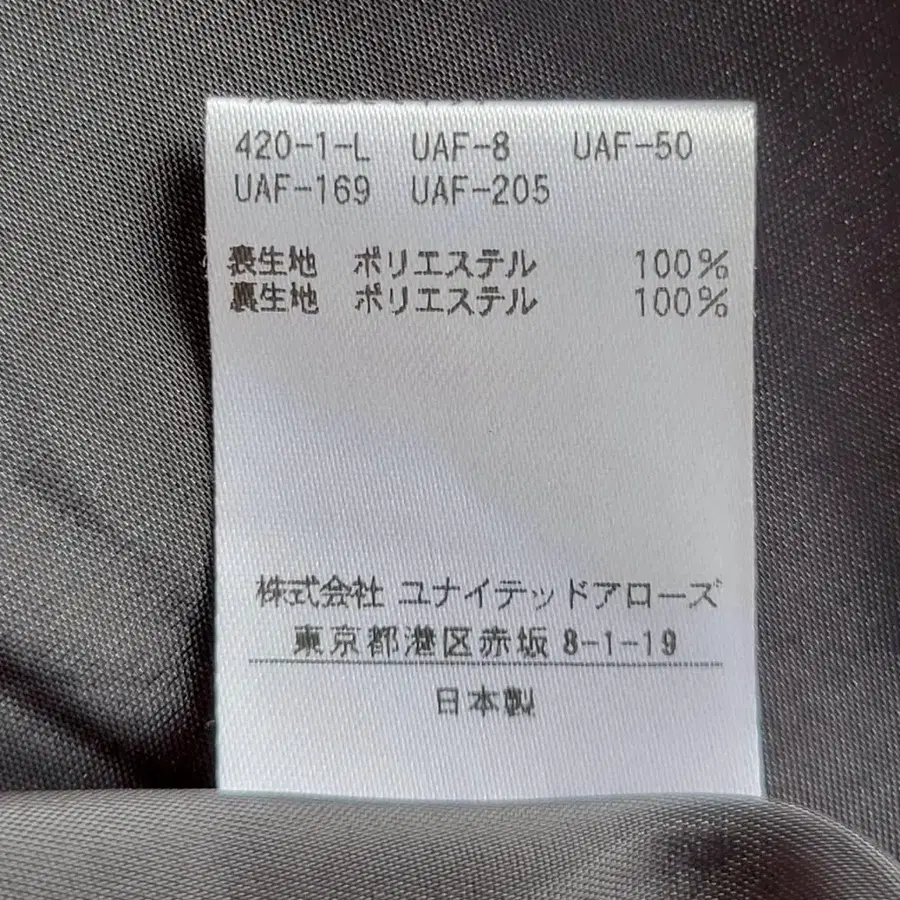 420-1-L UAF-8 UAF-50
UAF-169 UAF-205
表生地 ポリエステル 100%
裏生地 ポリエステル 100%
株式会社 ユナイテッドアローズ
東京都港区赤坂 8-1-19
日本製